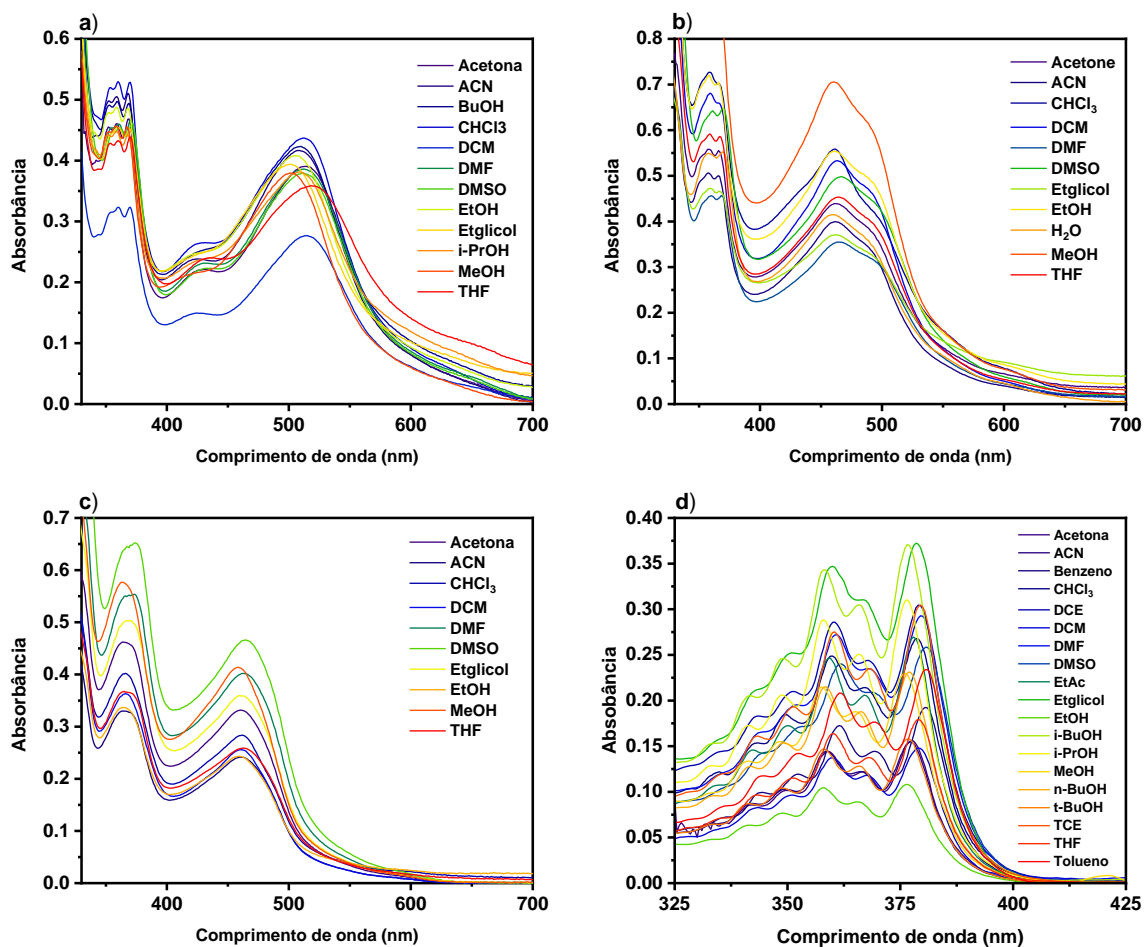 a)
0.6
0.5
0.4
0.3
0.2
0.1
0.0
Absorbância
400
500
600
700
Comprimento de onda (nm)
Acetona
ACN
BuOH
CHCl3
DCM
DMF
DMSO
EtOH
Etglicol
i-PrOH
MeOH
THF
b)
0.8
0.7
0.6
0.5
0.4
0.3
0.2
0.1
0.0
Absorbância
400
500
600
700
Comprimento de onda (nm)
Acetone
ACN
CHCl₃
DCM
DMF
DMSO
Etglicol
EtOH
H₂O
MeOH
THF
c)
0.7
0.6
0.5
0.4
0.3
0.2
0.1
0.0
Absorbância
400
500
600
700
Comprimento de onda (nm)
Acetona
ACN
CHCl₃
DCM
DMF
DMSO
Etglicol
EtOH
MeOH
THF
d)
0.40
0.35
0.30
0.25
0.20
0.15
0.10
0.05
0.00
Absobância
325
350
375
400
425
Comprimento de onda (nm)
Acetona
ACN
Benzeno
CHCl₃
DCE
DCM
DMF
DMSO
EtAc
Etglicol
EtOH
i-BuOH
i-PrOH
MeOH
n-BuOH
t-BuOH
TCE
THF
Tolueno